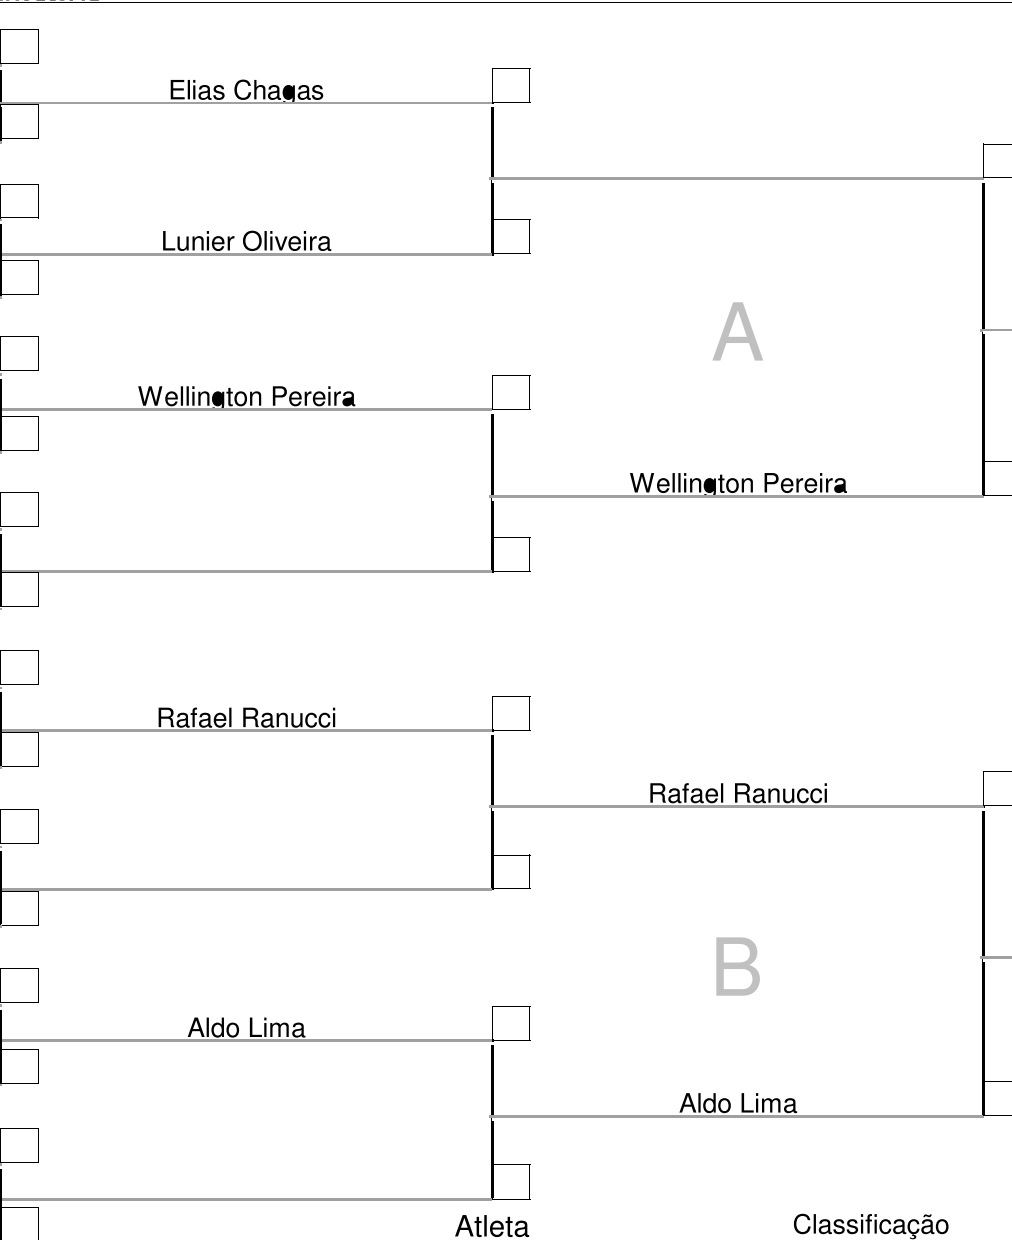 Elias Chagas
Lunier Oliveira
A
Wellington Pereira
Wellington Pereira
Rafael Ranucci
Rafael Ranucci
B
Aldo Lima
Aldo Lima
Atleta
Classificação